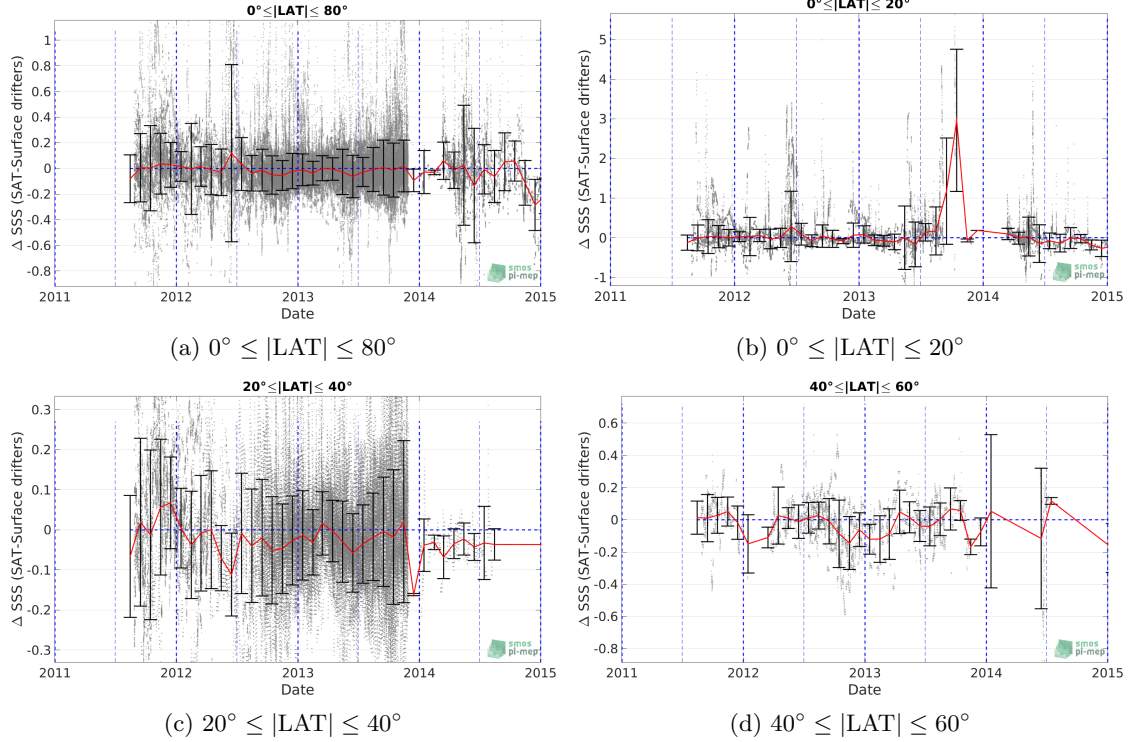 0°≤|LAT|≤ 80°
Δ SSS (SAT-Surface drifters)
1
0.8
0.6
0.4
0.2
0
-0.2
-0.4
-0.6
-0.8
2011
2012
2013
2014
2015
Date
smos
pi-mep
(a) 0° ≤ |LAT| ≤ 80°
0°≤|LAT|≤ 20°
Δ SSS (SAT-Surface drifters)
5
4
3
2
1
0
-1
2011
2012
2013
2014
2015
Date
smos
pi-mep
(b) 0° ≤ |LAT| ≤ 20°
20°≤|LAT|≤ 40°
Δ SSS (SAT-Surface drifters)
0.3
0.2
0.1
0
-0.1
-0.2
-0.3
2011
2012
2013
2014
2015
Date
smos
pi-mep
(c) 20° ≤ |LAT| ≤ 40°
40°≤|LAT|≤ 60°
Δ SSS (SAT-Surface drifters)
0.6
0.4
0.2
0
-0.2
-0.4
-0.6
-0.8
2011
2012
2013
2014
2015
Date
smos
pi-mep
(d) 40° ≤ |LAT| ≤ 60°